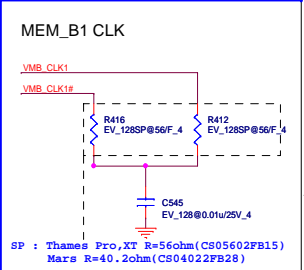 MEM_B1 CLK
VMB_CLK1
VMB_CLK1#
R416
EV_128SP@56/F_4
R412
EV_128SP@56/F_4
C545
EV_128@0.01u/25V_4
SP : Thames Pro,XT R=56ohm(CS05602FB15)
Mars R=40.2ohm(CS04022FB28)